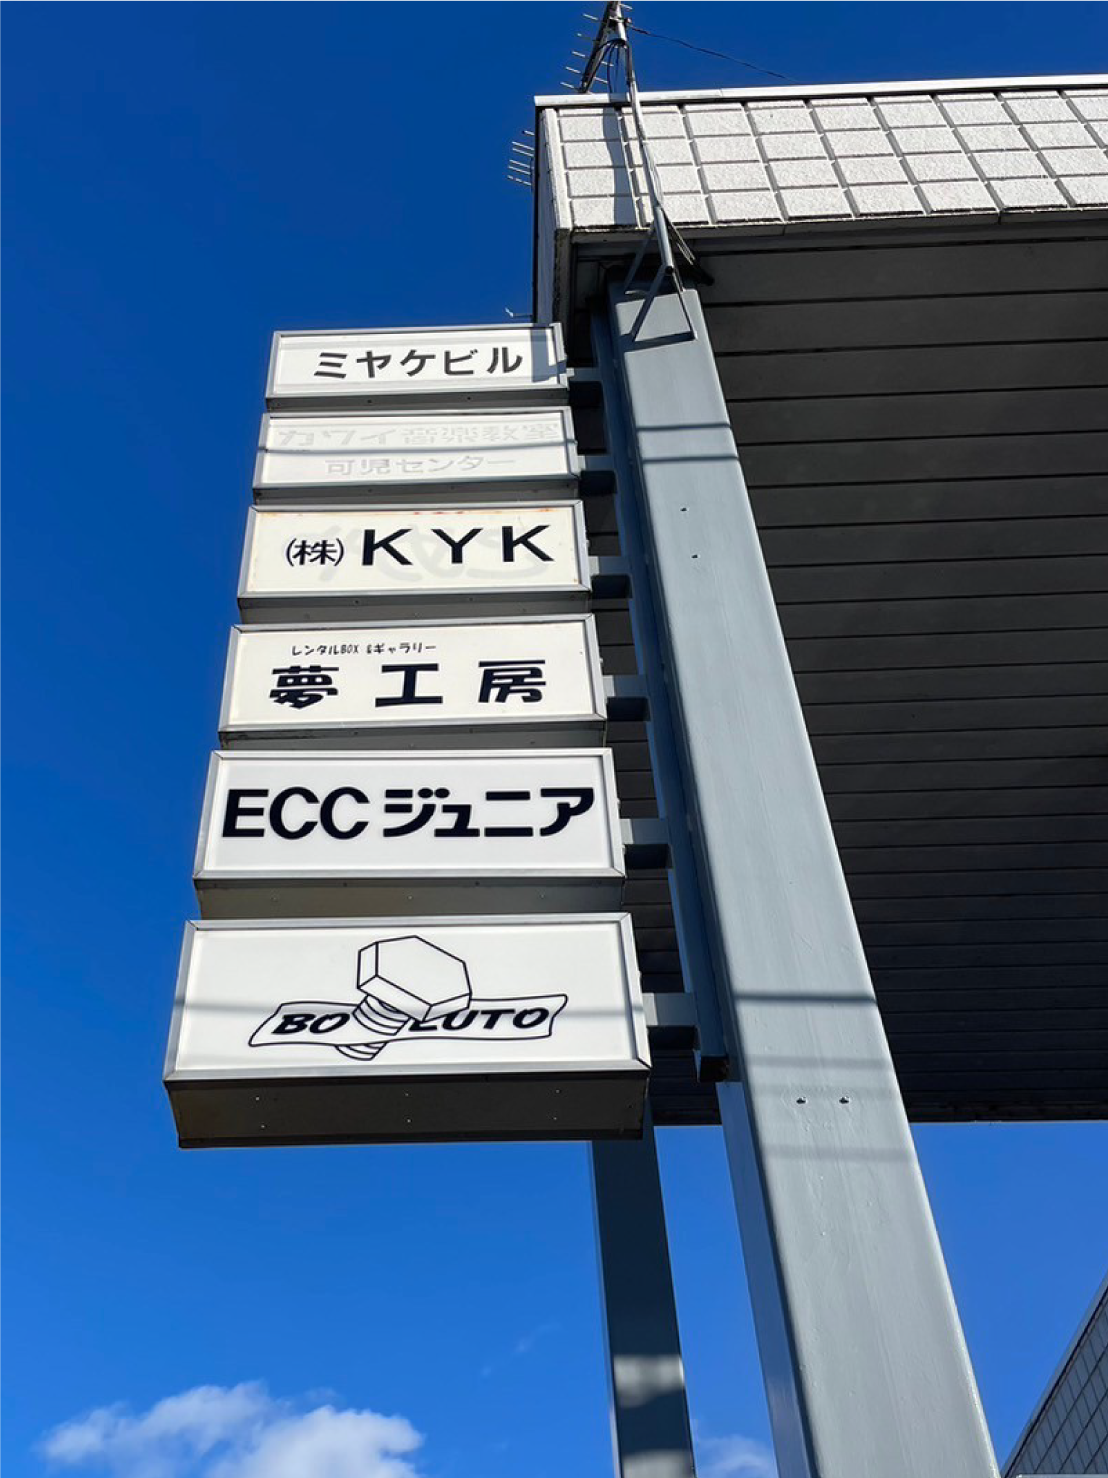 ミヤケビル
カワイ音楽教室
可児センター
㈱KYK
レンタルBOX &ギャラリー
夢工房
ECCジュニア
BO LUTO